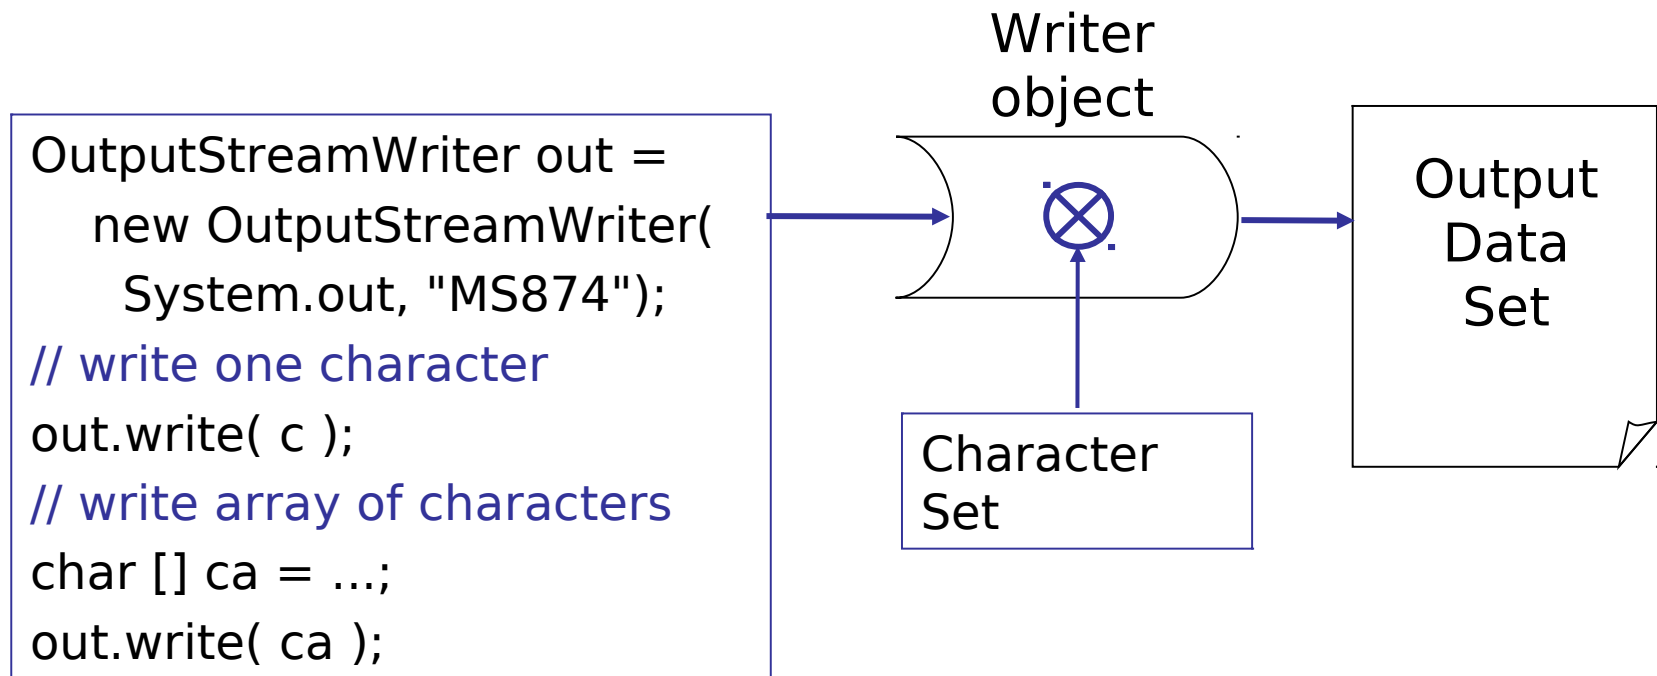 OutputStreamWriter out =
new OutputStreamWriter(
System.out, "MS874");
// write one character
out.write( c );
// write array of characters
char [] ca = ...;
out.write( ca );
Writer
object
Character
Set
Output
Data
Set